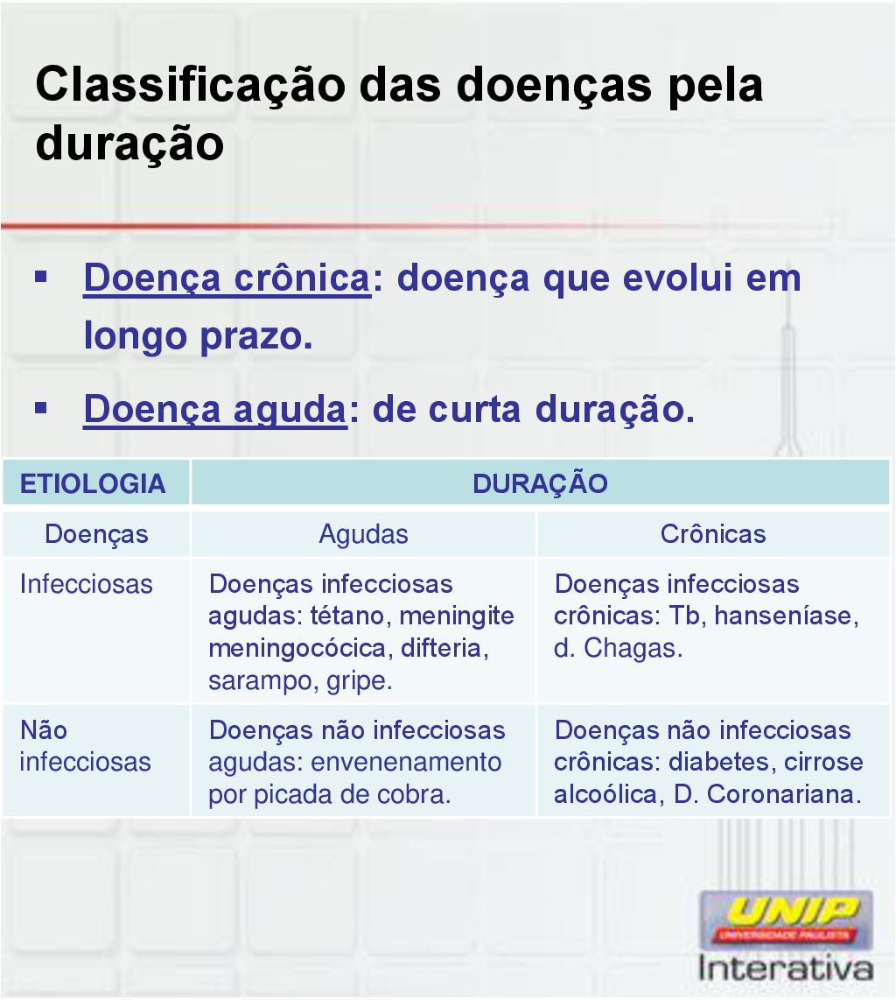 Classificação das doenças pela
duração
▪ Doença crônica: doença que evolui em
longo prazo.
▪ Doença aguda: de curta duração.
ETIOLOGIA DURAÇÃO
Doenças Agudas Crônicas
Infecciosas
Doenças infecciosas
agudas: tétano, meningite
meningocócica, difteria,
sarampo, gripe.
Doenças infecciosas
crônicas: Tb, hanseníase,
d. Chagas.
Não
infecciosas
Doenças não infecciosas
agudas: envenenamento
por picada de cobra.
Doenças não infecciosas
crônicas: diabetes, cirrose
alcoólica, D. Coronariana.
UNIP
UNIVERSIDADE PAULISTA
Interativa